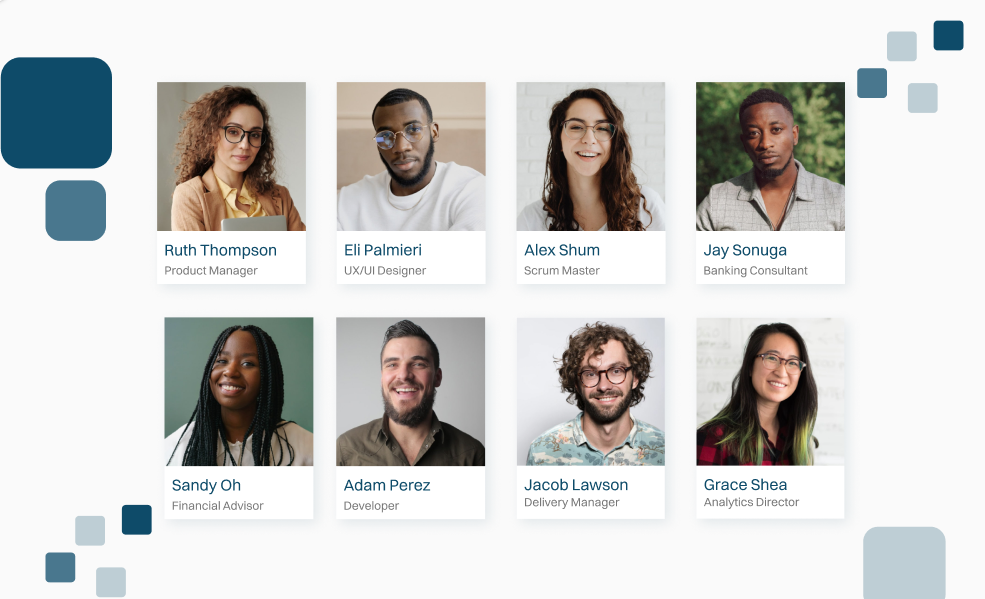 Ruth Thompson
Product Manager
Eli Palmieri
UX/UI Designer
Alex Shum
Scrum Master
Jay Sonuga
Banking Consultant
Sandy Oh
Financial Advisor
Adam Perez
Developer
Jacob Lawson
Delivery Manager
Grace Shea
Analytics Director